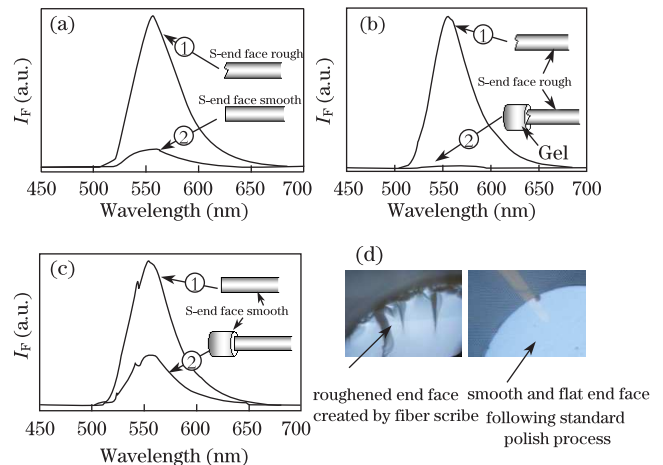 (a)
I_F (a.u.)
1
S-end face rough
S-end face smooth
2
450 500 550 600 650 700
Wavelength (nm)
(b)
I_F (a.u.)
1
S-end face rough
2
Gel
450 500 550 600 650 700
Wavelength (nm)
(c)
I_F (a.u.)
1
S-end face smooth
2
450 500 550 600 650 700
Wavelength (nm)
(d)
roughened end face
created by fiber scribe
smooth and flat end face
following standard
polish process